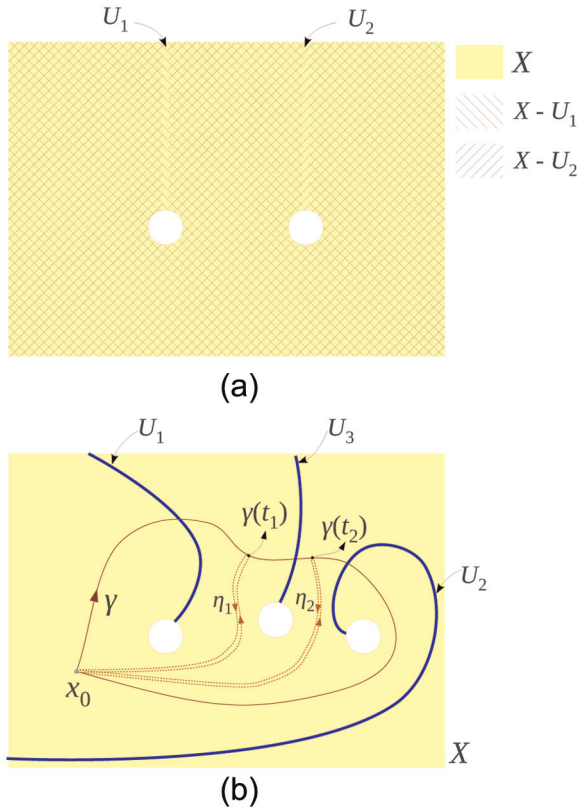 U₁ U₂
X
X - U₁
X - U₂
(a)
U₁ U₃
γ(t₁) γ(t₂)
U₂
γ η₁ η₂
x₀
X
(b)